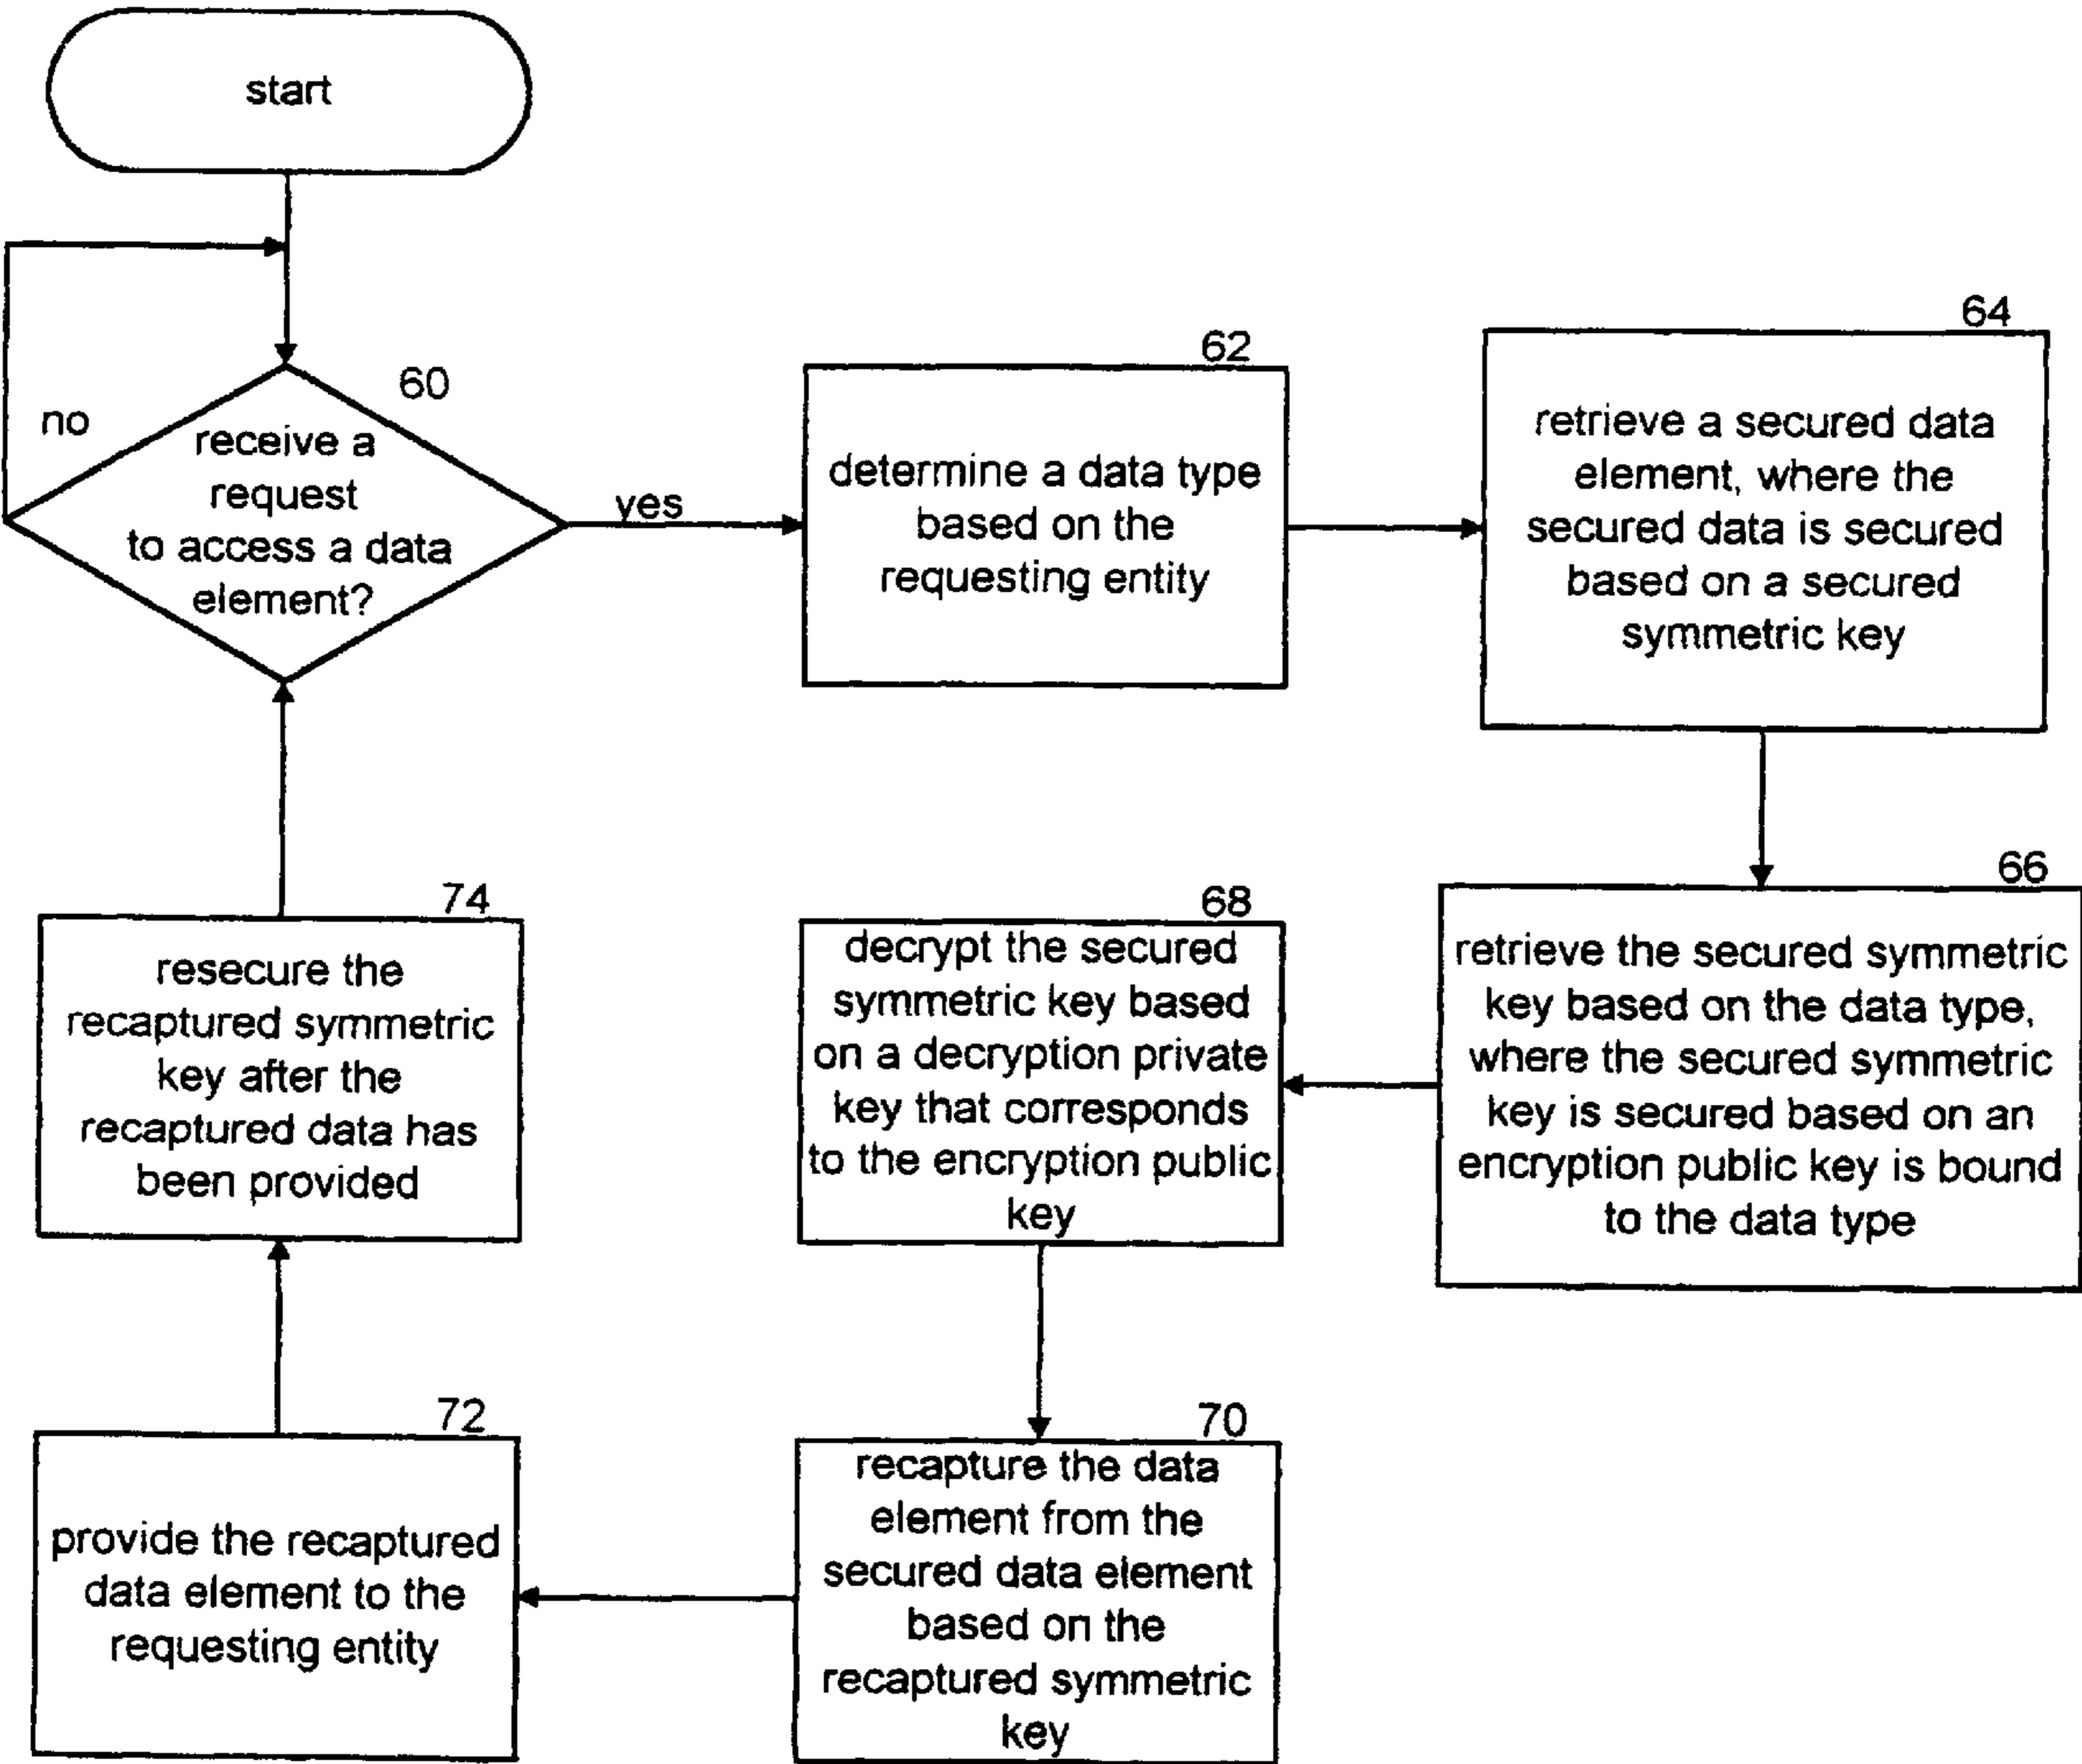 start
no
60
receive a
request
to access a data
element?
yes
62
determine a data type
based on the
requesting entity
64
retrieve a secured data
element, where the
secured data is secured
based on a secured
symmetric key
66
retrieve the secured symmetric
key based on the data type,
where the secured symmetric
key is secured based on an
encryption public key is bound
to the data type
68
decrypt the secured
symmetric key based
on a decryption private
key that corresponds
to the encryption public
key
70
recapture the data
element from the
secured data element
based on the
recaptured symmetric
key
72
provide the recaptured
data element to the
requesting entity
74
resecure the
recaptured symmetric
key after the
recaptured data has
been provided